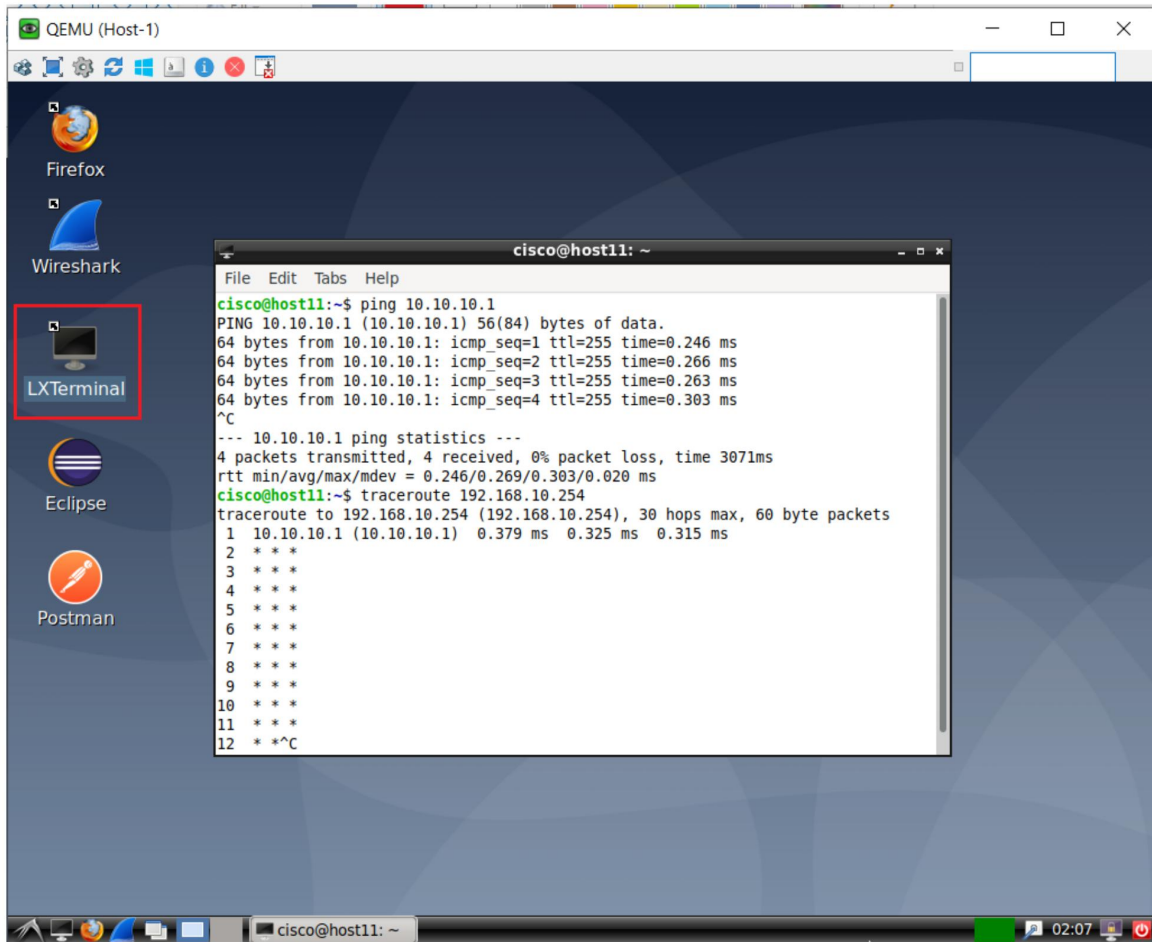 QEMU (Host-1)
Firefox
Wireshark
LXTerminal
Eclipse
Postman
cisco@host11: ~
File Edit Tabs Help
cisco@host11:~$ ping 10.10.10.1
PING 10.10.10.1 (10.10.10.1) 56(84) bytes of data.
64 bytes from 10.10.10.1: icmp_seq=1 ttl=255 time=0.246 ms
64 bytes from 10.10.10.1: icmp_seq=2 ttl=255 time=0.266 ms
64 bytes from 10.10.10.1: icmp_seq=3 ttl=255 time=0.263 ms
64 bytes from 10.10.10.1: icmp_seq=4 ttl=255 time=0.303 ms
^C
--- 10.10.10.1 ping statistics ---
4 packets transmitted, 4 received, 0% packet loss, time 3071ms
rtt min/avg/max/mdev = 0.246/0.269/0.303/0.020 ms
cisco@host11:~$ traceroute 192.168.10.254
traceroute to 192.168.10.254 (192.168.10.254), 30 hops max, 60 byte packets
1 10.10.10.1 (10.10.10.1) 0.379 ms 0.325 ms 0.315 ms
2 * * *
3 * * *
4 * * *
5 * * *
6 * * *
7 * * *
8 * * *
9 * * *
10 * * *
11 * * *
12 * *^C
cisco@host11: ~
02:07